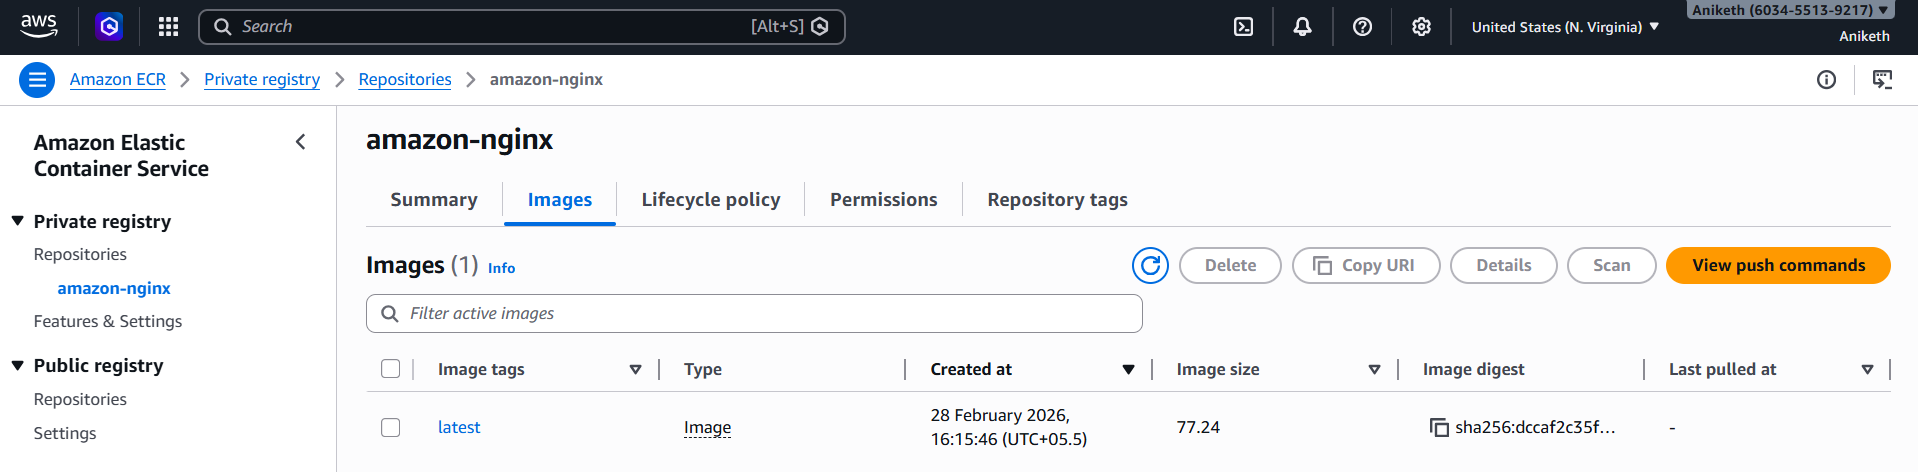 aws
Search
[Alt+S]
United States (N. Virginia)
Aniketh (6034-5513-9217)
Aniketh
Amazon ECR
Private registry
Repositories
amazon-nginx
Amazon Elastic
Container Service
Private registry
Repositories
amazon-nginx
Features & Settings
Public registry
Repositories
Settings
amazon-nginx
Summary
Images
Lifecycle policy
Permissions
Repository tags
Images (1) Info
Delete
Copy URI
Details
Scan
View push commands
Filter active images
Image tags
Type
Created at
Image size
Image digest
Last pulled at
latest
Image
28 February 2026,
16:15:46 (UTC+05.5)
77.24
sha256:dccaf2c35f...
-